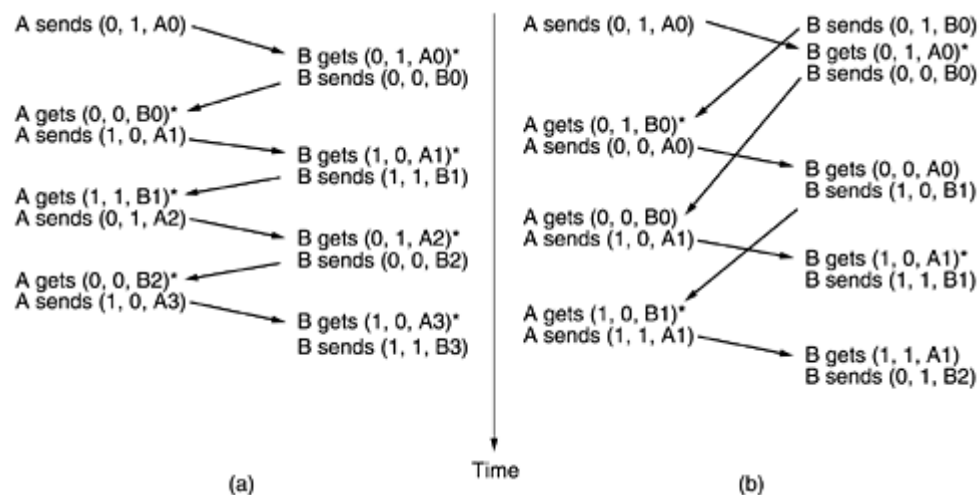 A sends (0, 1, A0)
B gets (0, 1, A0)*
B sends (0, 0, B0)
A gets (0, 0, B0)*
A sends (1, 0, A1)
B gets (1, 0, A1)*
B sends (1, 1, B1)
A gets (1, 1, B1)*
A sends (0, 1, A2)
B gets (0, 1, A2)*
B sends (0, 0, B2)
A gets (0, 0, B2)*
A sends (1, 0, A3)
B gets (1, 0, A3)*
B sends (1, 1, B3)
(a)
Time
A sends (0, 1, A0)
B sends (0, 1, B0)
B gets (0, 1, A0)*
B sends (0, 0, B0)
A gets (0, 1, B0)*
A sends (0, 0, A0)
B gets (0, 0, A0)
B sends (1, 0, B1)
A gets (0, 0, B0)
A sends (1, 0, A1)
B gets (1, 0, A1)*
B sends (1, 1, B1)
A gets (1, 0, B1)*
A sends (1, 1, A1)
B gets (1, 1, A1)
B sends (0, 1, B2)
(b)